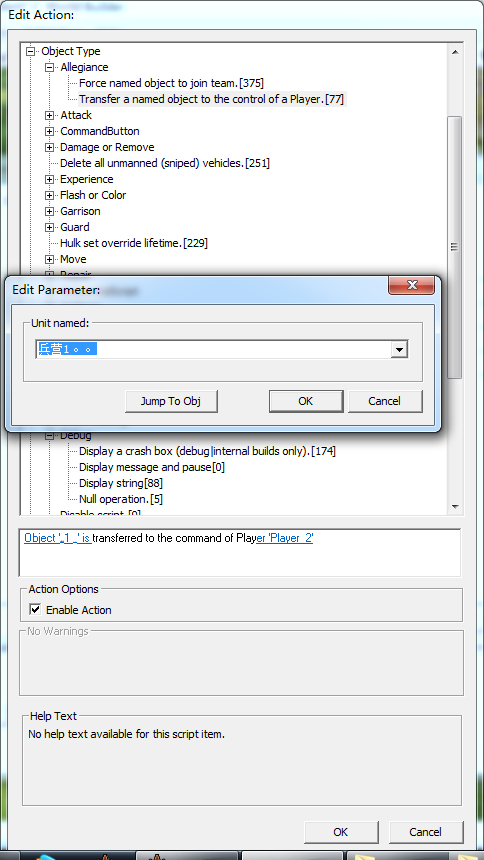 Edit Action:
Object Type
Allegiance
Force named object to join team.[375]
Transfer a named object to the control of a Player.[77]
Attack
CommandButton
Damage or Remove
Delete all unmanned (sniped) vehicles.[251]
Experience
Flash or Color
Garrison
Guard
Hulk set override lifetime.[229]
Move
Repair
Edit Parameter:
Unit named:
兵营1。。
Jump To Obj
OK
Cancel
Debug
Display a crash box (debug|internal builds only).[174]
Display message and pause[0]
Display string[88]
Null operation.[5]
Disable script.[0]
Object '_1_' is transferred to the command of Player 'Player_2'
Action Options
Enable Action
No Warnings
Help Text
No help text available for this script item.
OK
Cancel